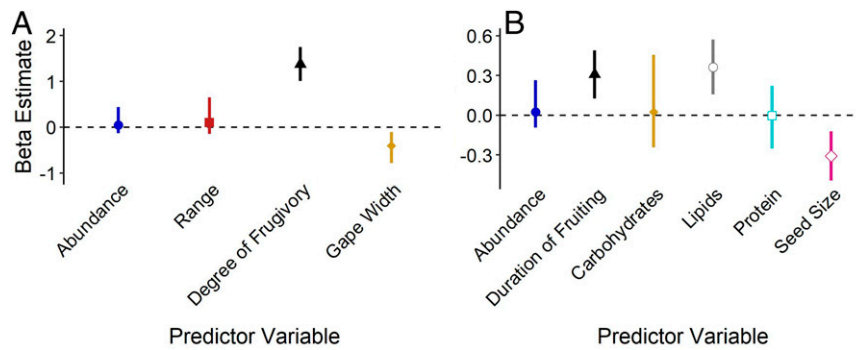 A
Beta Estimate
2
1
0
-1
Abundance
Range
Degree of Frugivory
Gape Width
Predictor Variable
B
0.6
0.3
0.0
-0.3
Abundance
Duration of Fruiting
Carbohydrates
Lipids
Protein
Seed Size
Predictor Variable